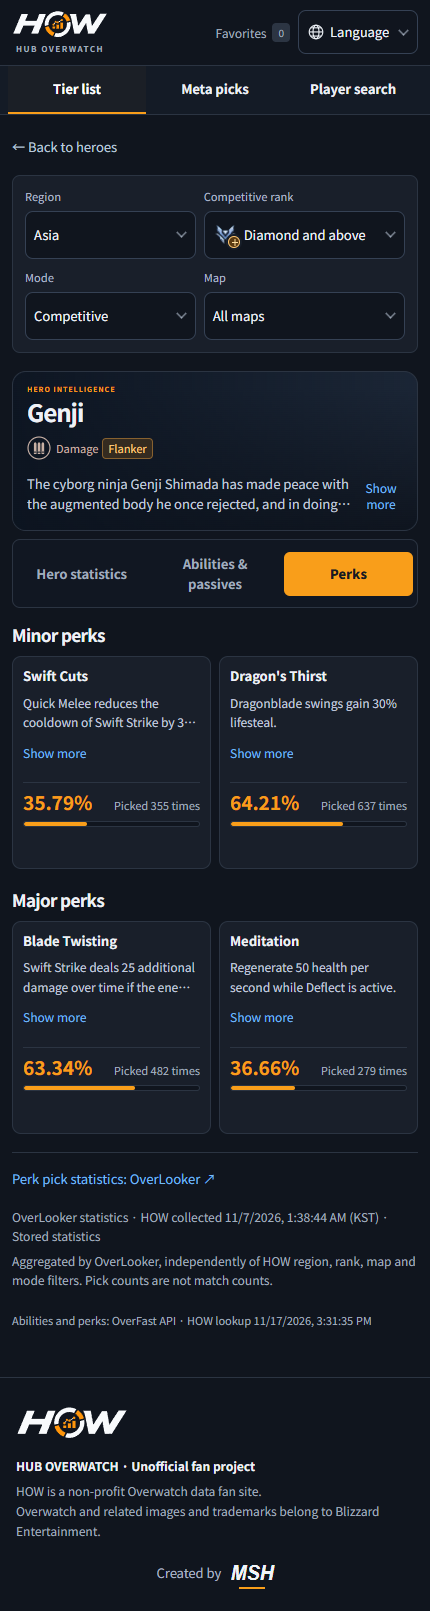 HOW
HUB OVERWATCH
Favorites 0
Language
Tier list
Meta picks
Player search
← Back to heroes
Region
Competitive rank
Asia
Diamond and above
Mode
Map
Competitive
All maps
HERO INTELLIGENCE
Genji
Damage Flanker
The cyborg ninja Genji Shimada has made peace with
the augmented body he once rejected, and in doing…
Show
more
Hero statistics
Abilities &
passives
Perks
Minor perks
Swift Cuts
Quick Melee reduces the
cooldown of Swift Strike by 3…
Show more
35.79% Picked 355 times
Dragon's Thirst
Dragonblade swings gain 30%
lifesteal.
Show more
64.21% Picked 637 times
Major perks
Blade Twisting
Swift Strike deals 25 additional
damage over time if the ene…
Show more
63.34% Picked 482 times
Meditation
Regenerate 50 health per
second while Deflect is active.
Show more
36.66% Picked 279 times
Perk pick statistics: OverLooker ↗
OverLooker statistics · HOW collected 11/7/2026, 1:38:44 AM (KST) ·
Stored statistics
Aggregated by OverLooker, independently of HOW region, rank, map and
mode filters. Pick counts are not match counts.
Abilities and perks: OverFast API · HOW lookup 11/17/2026, 3:31:35 PM
HOW
HUB OVERWATCH · Unofficial fan project
HOW is a non-profit Overwatch data fan site.
Overwatch and related images and trademarks belong to Blizzard
Entertainment.
Created by MSH